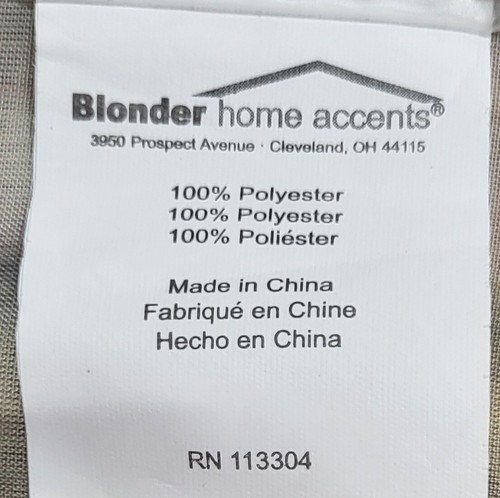 Blonder home accents®
3950 Prospect Avenue · Cleveland, OH 44115
100% Polyester
100% Polyester
100% Poliéster
Made in China
Fabriqué en Chine
Hecho en China
RN 113304